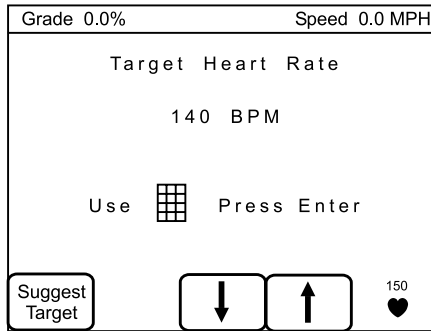 Grade 0.0% Speed 0.0 MPH
Target Heart Rate
140 BPM
Use Press Enter
150
Suggest
Target